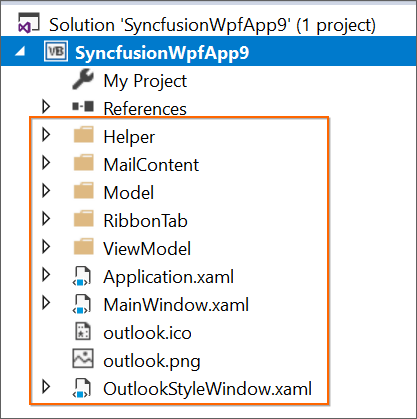 Solution 'SyncfusionWpfApp9' (1 project)
VB SyncfusionWpfApp9
My Project
References
Helper
MailContent
Model
RibbonTab
ViewModel
Application.xaml
MainWindow.xaml
outlook.ico
outlook.png
OutlookStyleWindow.xaml